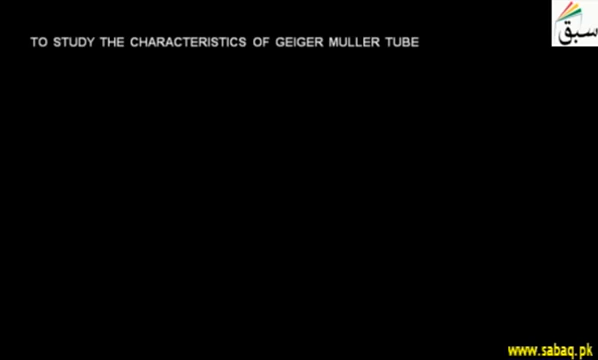 سبق
TO STUDY THE CHARACTERISTICS OF GEIGER MULLER TUBE
www.sabaq.pk